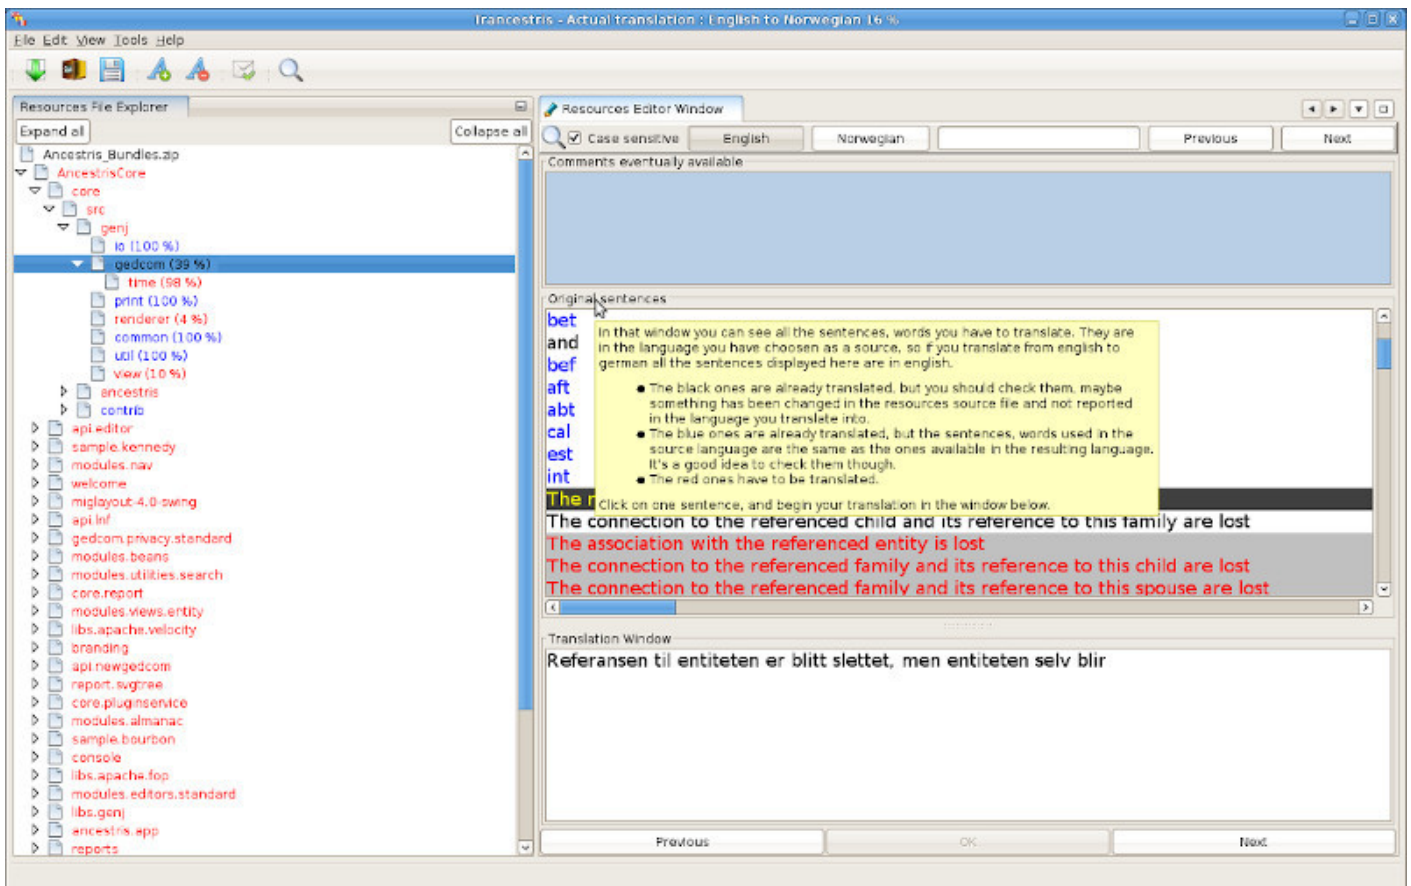 Trancestris - Actual translation : English to Norwegian 16 %
File Edit View Tools Help
Resources File Explorer
Expand all
Collapse all
Ancestris_Bundles.zip
AncestrisCore
core
src
genj
io (100 %)
gedcom (39 %)
time (98 %)
print (100 %)
renderer (4 %)
common (100 %)
util (100 %)
view (10 %)
ancestris
contrib
api.editor
sample.kennedy
modules.nav
welcome
miglayout-4.0-swing
api.lnf
gedcom.privacy.standard
modules.beans
modules.utilities.search
core.report
modules.views.entity
libs.apache.velocity
branding
api.newgedcom
report.svgtree
core.pluginservice
modules.almanac
sample.bourbon
console
libs.apache.fop
modules.editors.standard
libs.genj
ancestris.app
reports
Resources Editor Window
Case sensitive
English
Norwegian
Previous
Next
Comments eventually available
Original sentences
bet
and
bef
aft
abt
cal
est
int
The
In that window you can see all the sentences, words you have to translate. They are
in the language you have choosen as a source, so if you translate from english to
german all the sentences displayed here are in english.
● The black ones are already translated, but you should check them, maybe
something has been changed in the resources source file and not reported
in the language you translate into.
● The blue ones are already translated, but the sentences, words used in the
source language are the same as the ones available in the resulting language.
It's a good idea to check them though.
● The red ones have to be translated.
Click on one sentence, and begin your translation in the window below.
The connection to the referenced child and its reference to this family are lost
The association with the referenced entity is lost
The connection to the referenced family and its reference to this child are lost
The connection to the referenced family and its reference to this spouse are lost
Translation Window
Referansen til entiteten er blitt slettet, men entiteten selv blir
Previous
OK
Next